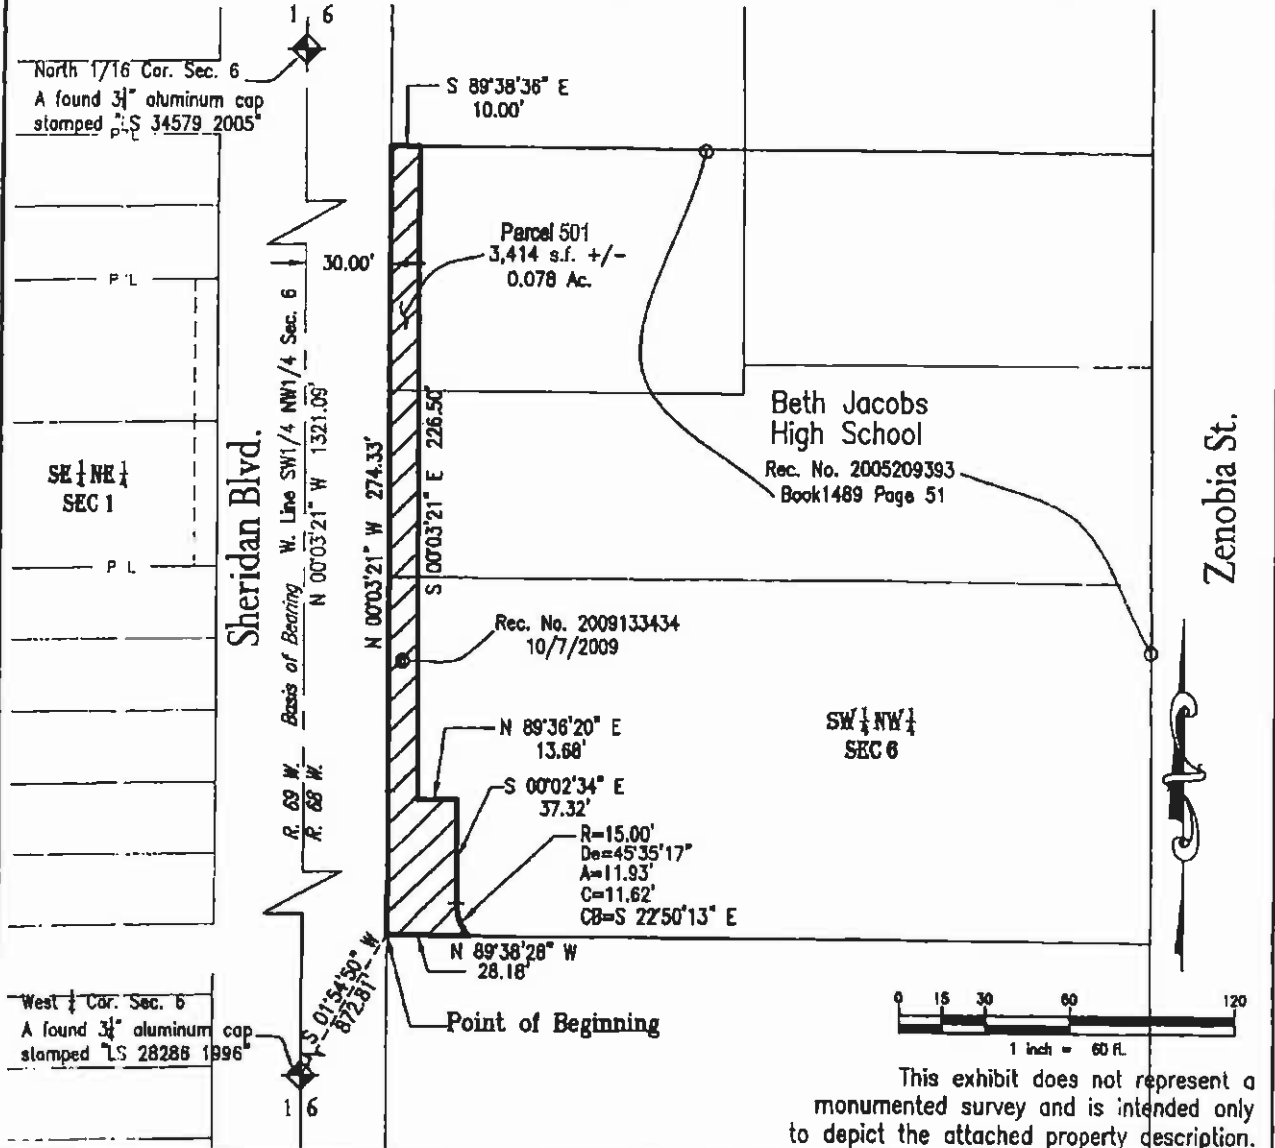 1 6
North 1/16 Cor. Sec. 6
A found 3¼" aluminum cap
stamped "LS 34579 2005"
P L
S 89°38'36" E
10.00'
Parcel 501
3,414 s.f. +/-
0.078 Ac.
30.00'
P L
Sheridan Blvd.
Basis of Bearing W. Line SW1/4 NW1/4 Sec. 6
N 00°03'21" W 1321.09'
N 00°03'21" W 274.33'
S 00°03'21" E 226.50'
Beth Jacobs
High School
Rec. No. 2005209393
Book1489 Page 51
Zenobia St.
SE¼NE¼
SEC 1
P L
Rec. No. 2009133434
10/7/2009
SW¼NW¼
SEC 6
N 89°36'20" E
13.68'
S 00°02'34" E
37.32'
R. 69 W.
R. 68 W.
R=15.00'
De=45°35'17"
A=11.93'
C=11.62'
CB=S 22°50'13" E
N 89°38'28" W
28.18'
S 01°54'50" W
872.81'
Point of Beginning
West ¼ Cor. Sec. 6
A found 3¼" aluminum cap
stamped "LS 28286 1996"
1 6
0 15 30 60 120
1 inch = 60 ft.
This exhibit does not represent a
monumented survey and is intended only
to depict the attached property description.